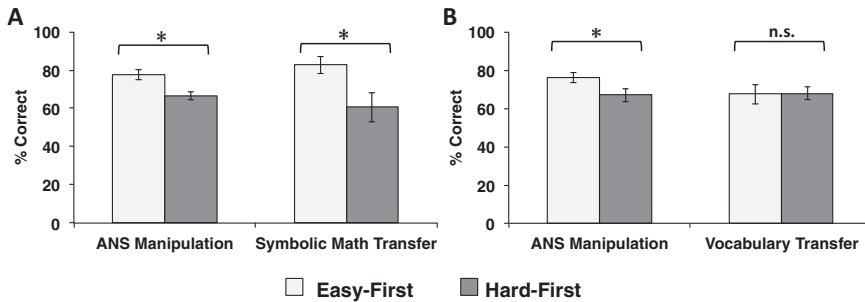 A
B
% Correct
100
80
60
40
20
0
*
*
ANS Manipulation
Symbolic Math Transfer
% Correct
100
80
60
40
20
0
*
n.s.
ANS Manipulation
Vocabulary Transfer
Easy-First
Hard-First